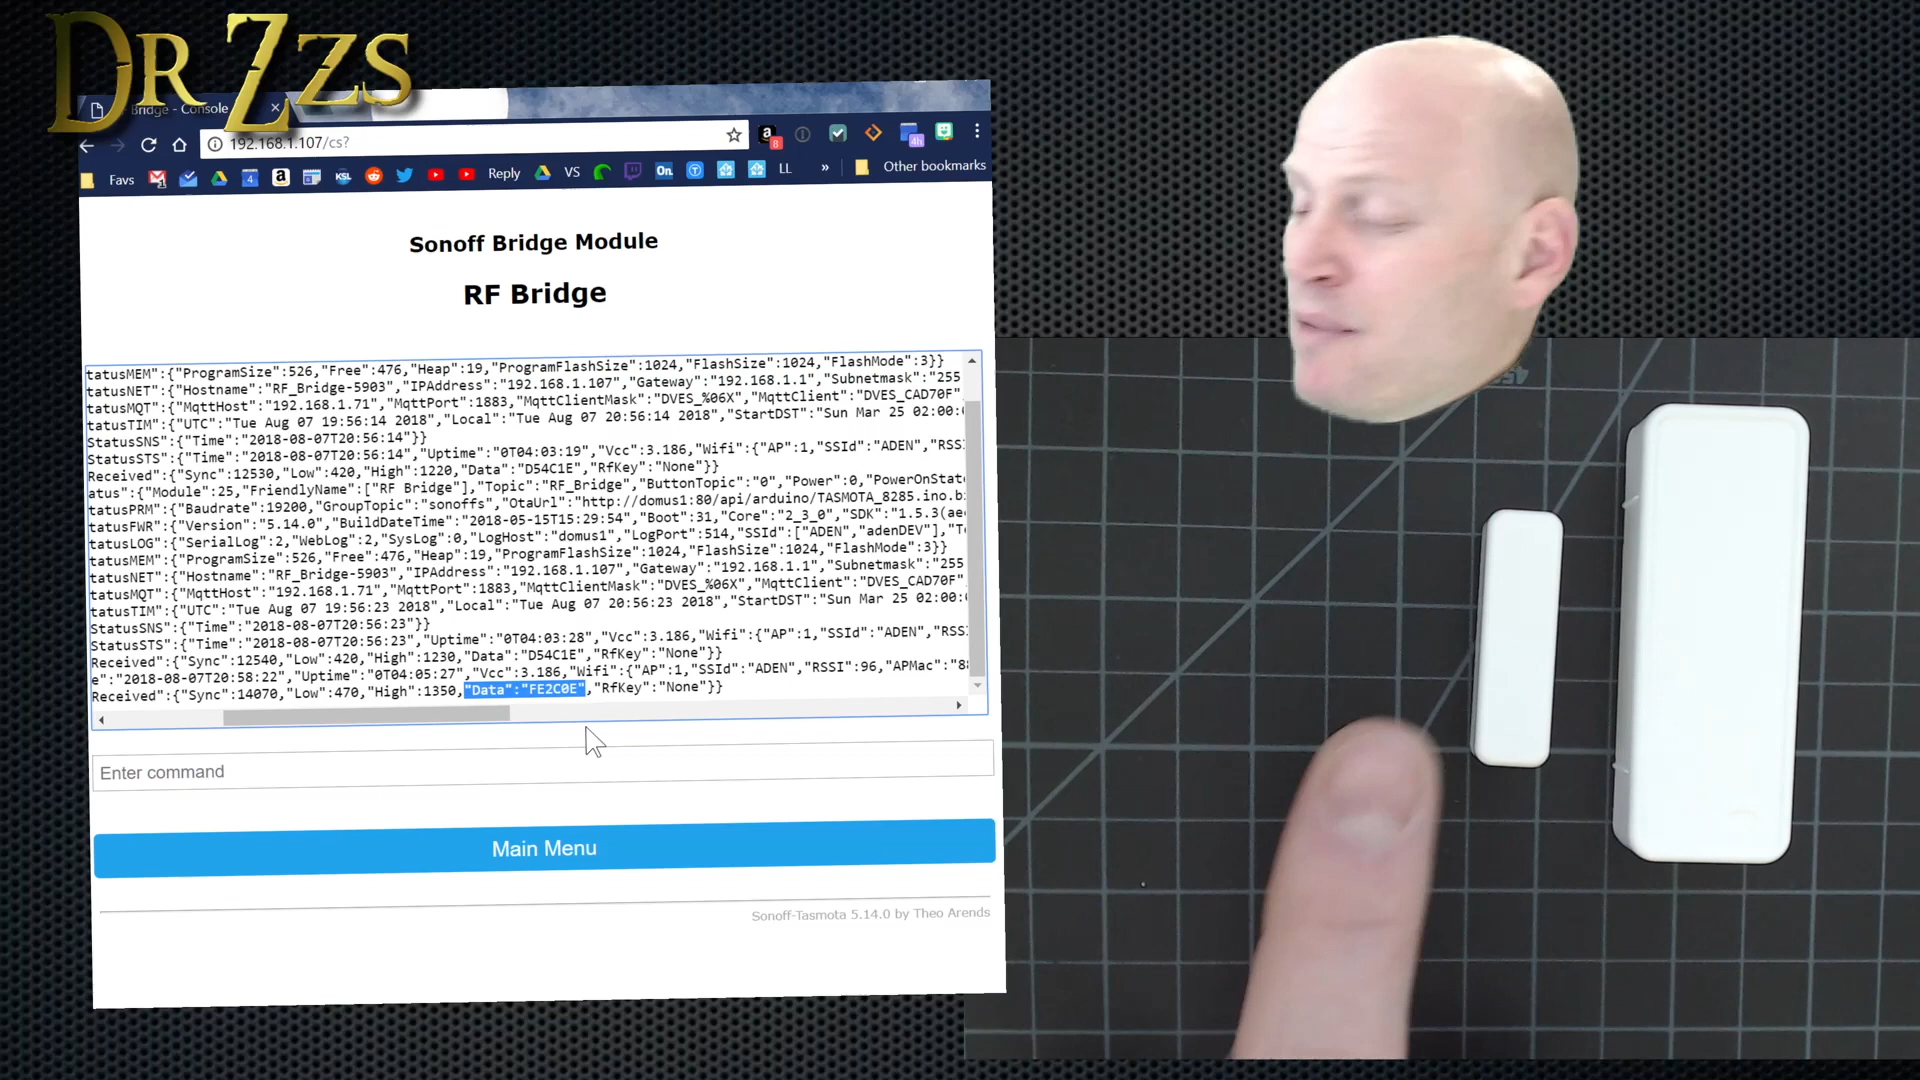 DrZzs
Bridge - Console
192.168.1.107/cs?
8
4h
Favs
1
4
a
KSL
Reply
VS
On.
T
LL
»
Other bookmarks
Sonoff Bridge Module
RF Bridge
tatusMEM":{"ProgramSize":526,"Free":476,"Heap":19,"ProgramFlashSize":1024,"FlashSize":1024,"FlashMode":3}}
tatusNET":{"Hostname":"RF_Bridge-5903","IPAddress":"192.168.1.107","Gateway":"192.168.1.1","Subnetmask":"255
tatusMQT":{"MqttHost":"192.168.1.71","MqttPort":1883,"MqttClientMask":"DVES_%06X","MqttClient":"DVES_CAD70F"
tatusTIM":{"UTC":"Tue Aug 07 19:56:14 2018","Local":"Tue Aug 07 20:56:14 2018","StartDST":"Sun Mar 25 02:00:
StatusSNS":{"Time":"2018-08-07T20:56:14"}}
StatusSTS":{"Time":"2018-08-07T20:56:14","Uptime":"0T04:03:19","Vcc":3.186,"Wifi":{"AP":1,"SSId":"ADEN","RSSI
Received":{"Sync":12530,"Low":420,"High":1220,"Data":"D54C1E","RfKey":"None"}}
atus":{"Module":25,"FriendlyName":["RF Bridge"],"Topic":"RF_Bridge","ButtonTopic":"0","Power":0,"PowerOnStat
tatusPRM":{"Baudrate":19200,"GroupTopic":"sonoffs","OtaUrl":"http://domus1:80/api/arduino/TASMOTA_8285.ino.b
tatusFWR":{"Version":"5.14.0","BuildDateTime":"2018-05-15T15:29:54","Boot":31,"Core":"2_3_0","SDK":"1.5.3(ae
tatusLOG":{"SerialLog":2,"WebLog":2,"SysLog":0,"LogHost":"domus1","LogPort":514,"SSId":["ADEN","adenDEV"],"T
tatusMEM":{"ProgramSize":526,"Free":476,"Heap":19,"ProgramFlashSize":1024,"FlashSize":1024,"FlashMode":3}}
tatusNET":{"Hostname":"RF_Bridge-5903","IPAddress":"192.168.1.107","Gateway":"192.168.1.1","Subnetmask":"255
tatusMQT":{"MqttHost":"192.168.1.71","MqttPort":1883,"MqttClientMask":"DVES_%06X","MqttClient":"DVES_CAD70F"
tatusTIM":{"UTC":"Tue Aug 07 19:56:23 2018","Local":"Tue Aug 07 20:56:23 2018","StartDST":"Sun Mar 25 02:00:
StatusSNS":{"Time":"2018-08-07T20:56:23"}}
StatusSTS":{"Time":"2018-08-07T20:56:23","Uptime":"0T04:03:28","Vcc":3.186,"Wifi":{"AP":1,"SSId":"ADEN","RSS
Received":{"Sync":12540,"Low":420,"High":1230,"Data":"D54C1E","RfKey":"None"}}
e":"2018-08-07T20:58:22","Uptime":"0T04:05:27","Vcc":3.186,"Wifi":{"AP":1,"SSId":"ADEN","RSSI":96,"APMac":"8
Received":{"Sync":14070,"Low":470,"High":1350,"Data":"FE2C0E","RfKey":"None"}}
Enter command
Main Menu
Sonoff-Tasmota 5.14.0 by Theo Arends